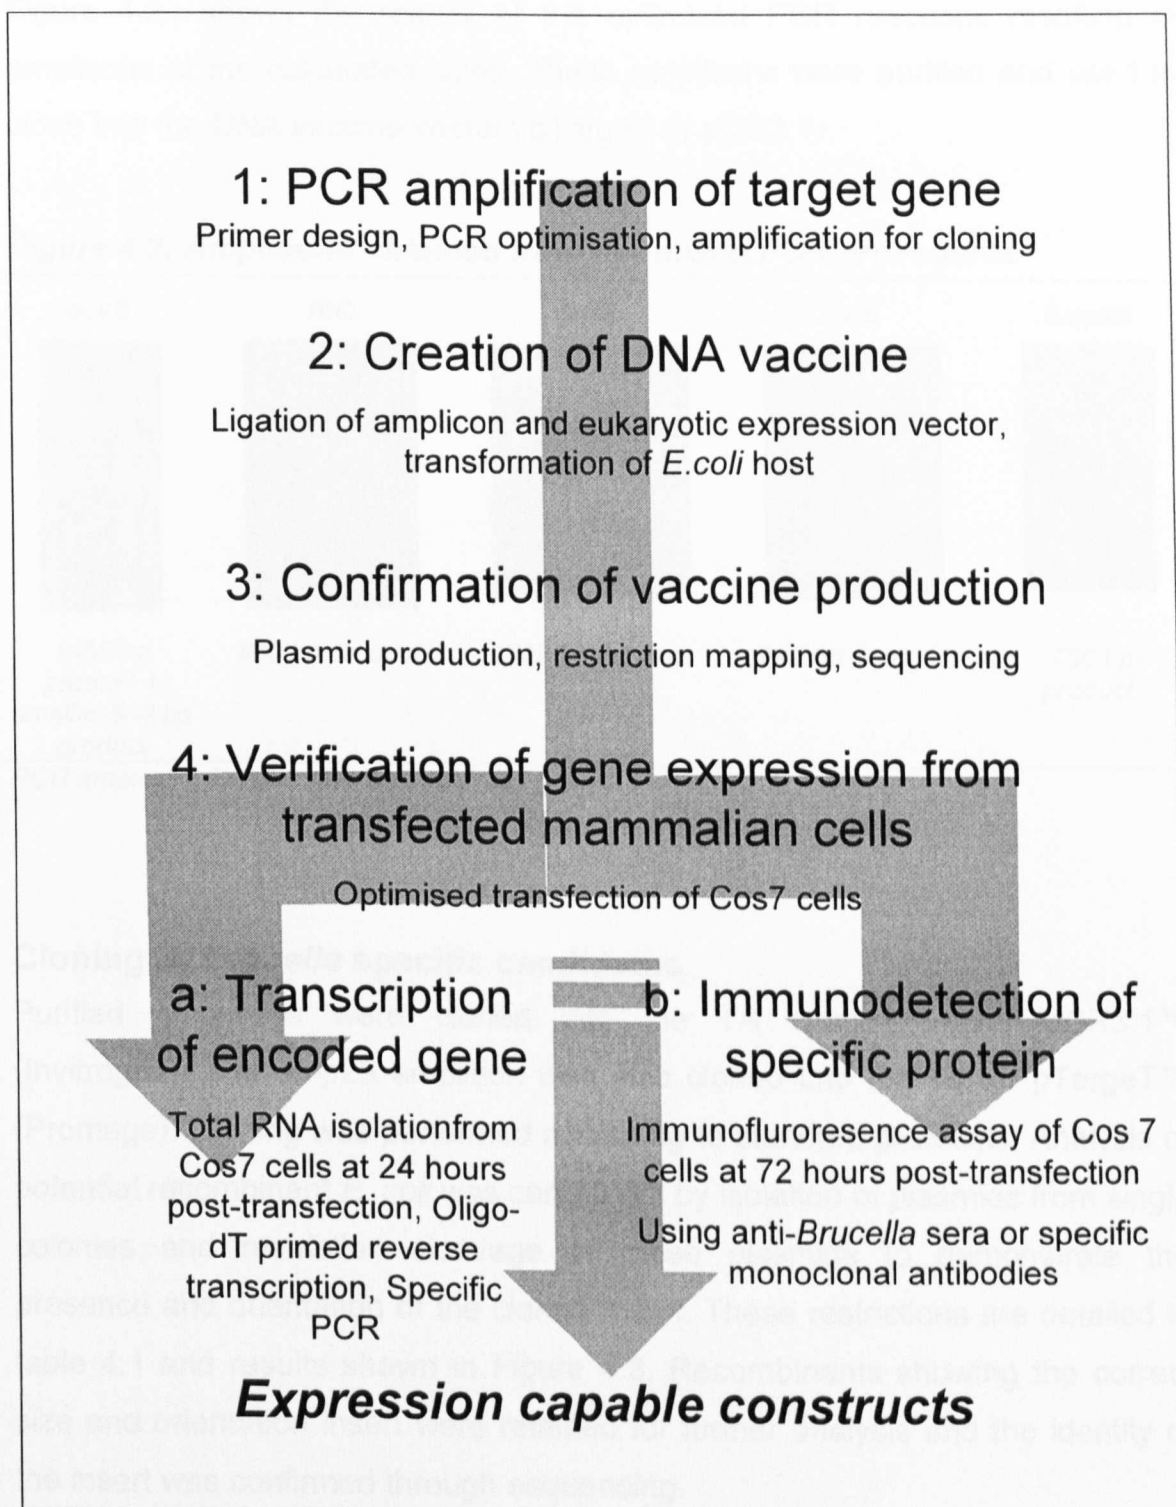 1: PCR amplification of target gene
Primer design, PCR optimisation, amplification for cloning
2: Creation of DNA vaccine
Ligation of amplicon and eukaryotic expression vector,
transformation of E.coli host
3: Confirmation of vaccine production
Plasmid production, restriction mapping, sequencing
4: Verification of gene expression from
transfected mammalian cells
Optimised transfection of Cos7 cells
a: Transcription
of encoded gene
Total RNA isolationfrom
Cos7 cells at 24 hours
post-transfection, Oligo-
dT primed reverse
transcription, Specific
PCR
b: Immunodetection of
specific protein
Immunofluroresence assay of Cos 7
cells at 72 hours post-transfection
Using anti-Brucella sera or specific
monoclonal antibodies
Expression capable constructs